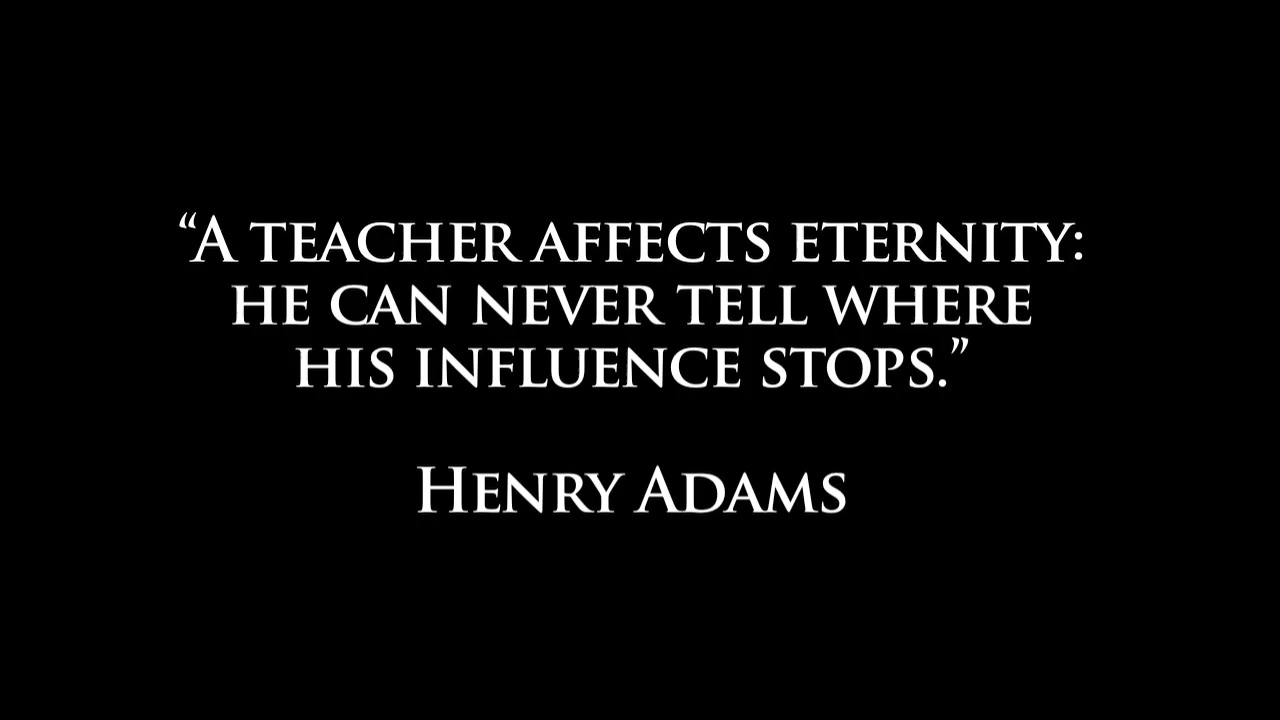 “A TEACHER AFFECTS ETERNITY:
HE CAN NEVER TELL WHERE
HIS INFLUENCE STOPS.”
HENRY ADAMS